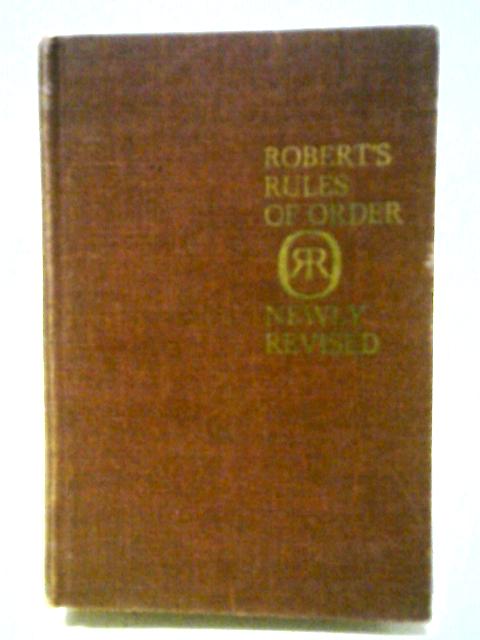 ROBERT'S
RULES
OF ORDER
RR
NEWLY
REVISED